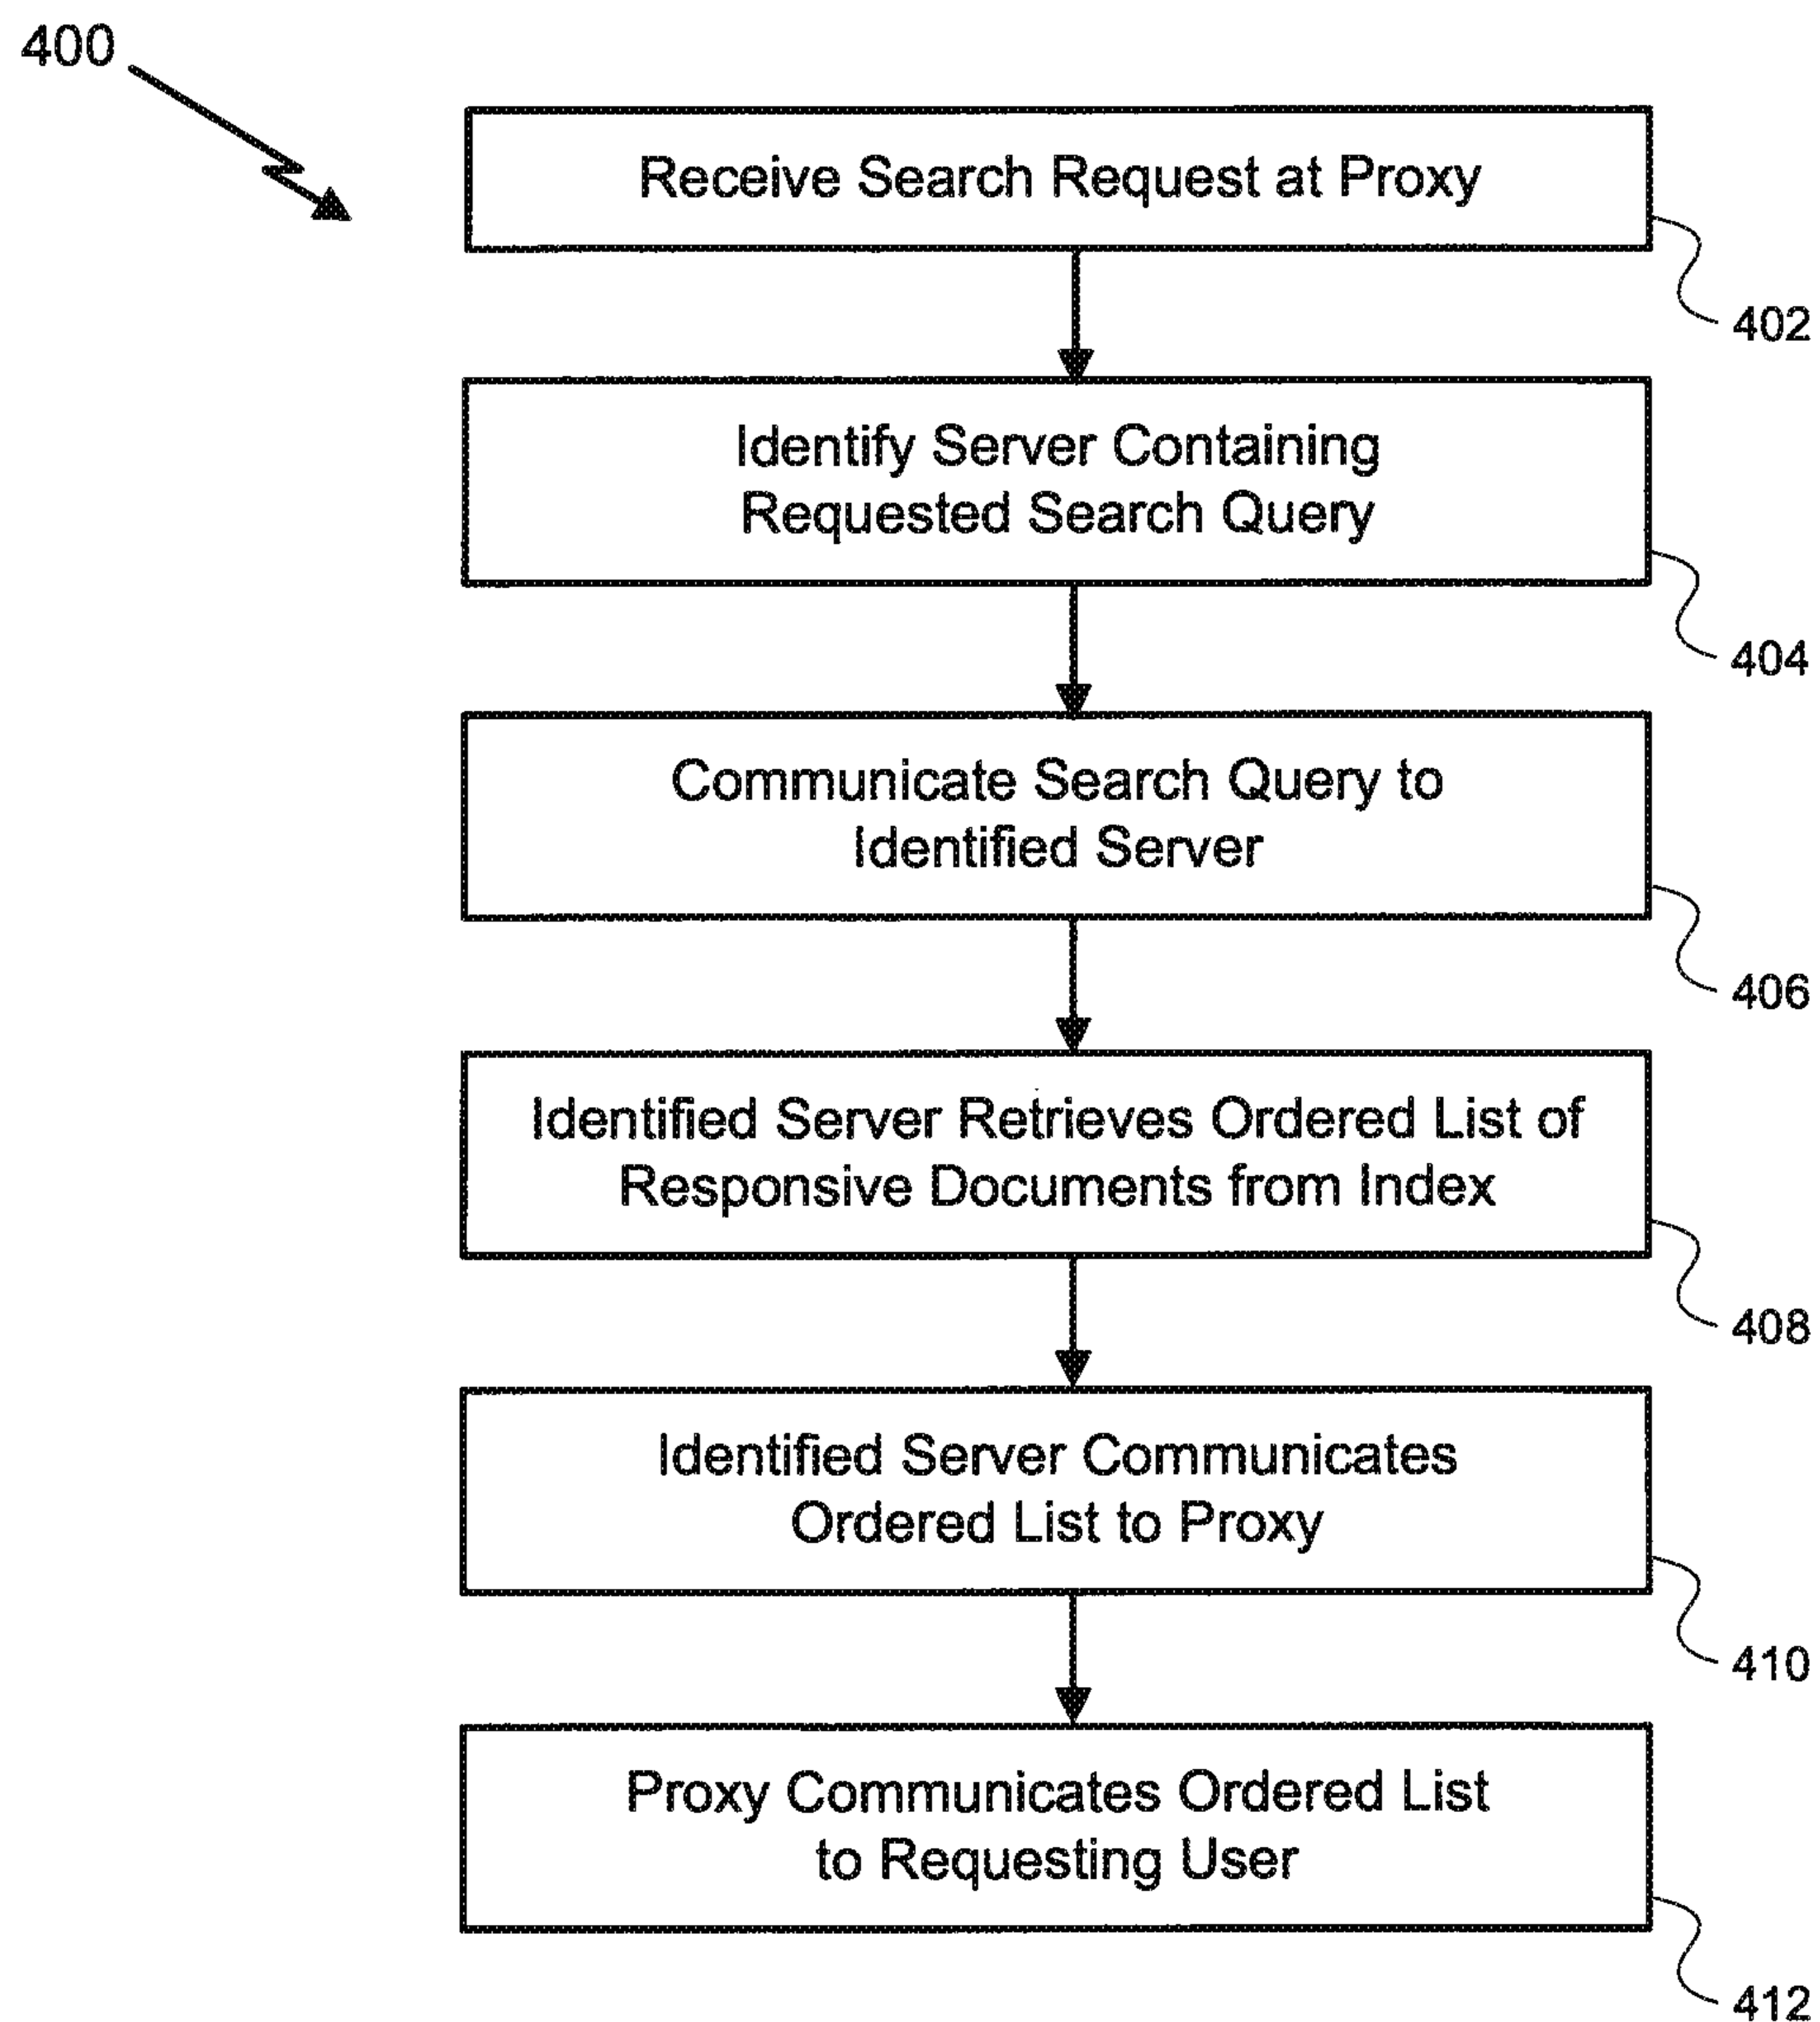 400
Receive Search Request at Proxy
402
Identify Server Containing
Requested Search Query
404
Communicate Search Query to
Identified Server
406
Identified Server Retrieves Ordered List of
Responsive Documents from Index
408
Identified Server Communicates
Ordered List to Proxy
410
Proxy Communicates Ordered List
to Requesting User
412